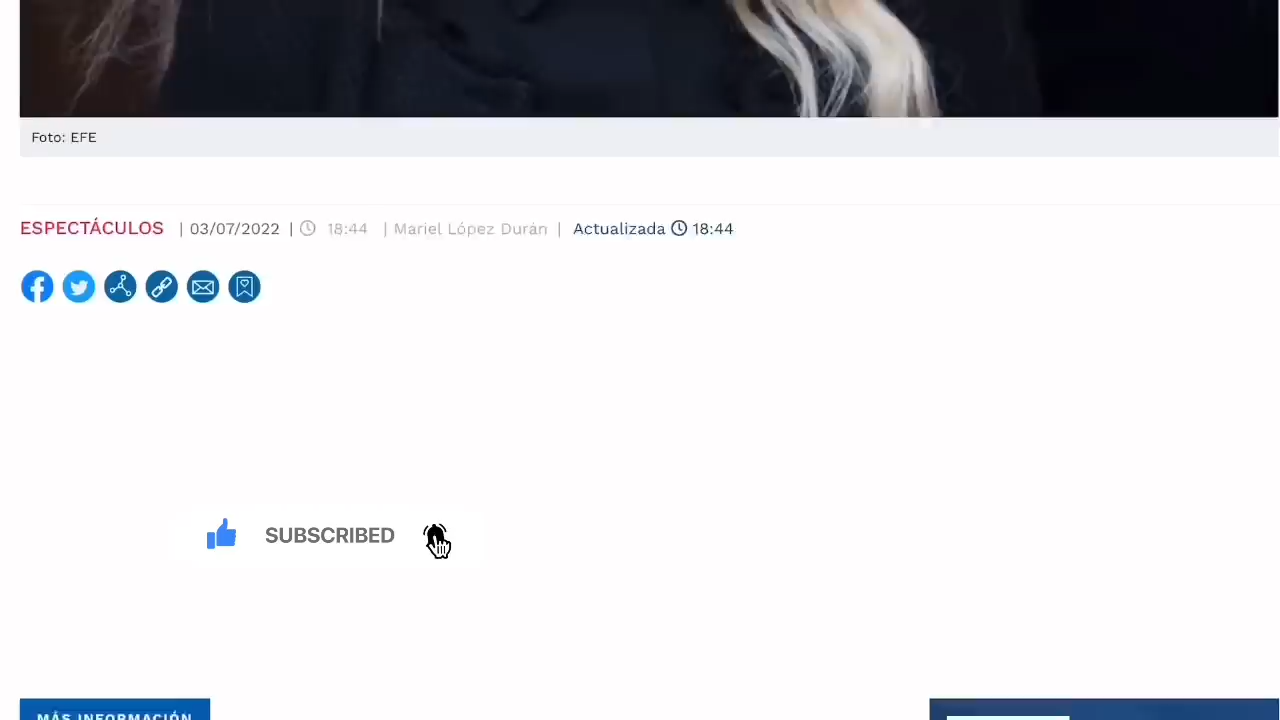 Foto: EFE
ESPECTÁCULOS | 03/07/2022 | 18:44 | Mariel López Durán | Actualizada 18:44
SUBSCRIBED
MÁS INFORMACIÓN